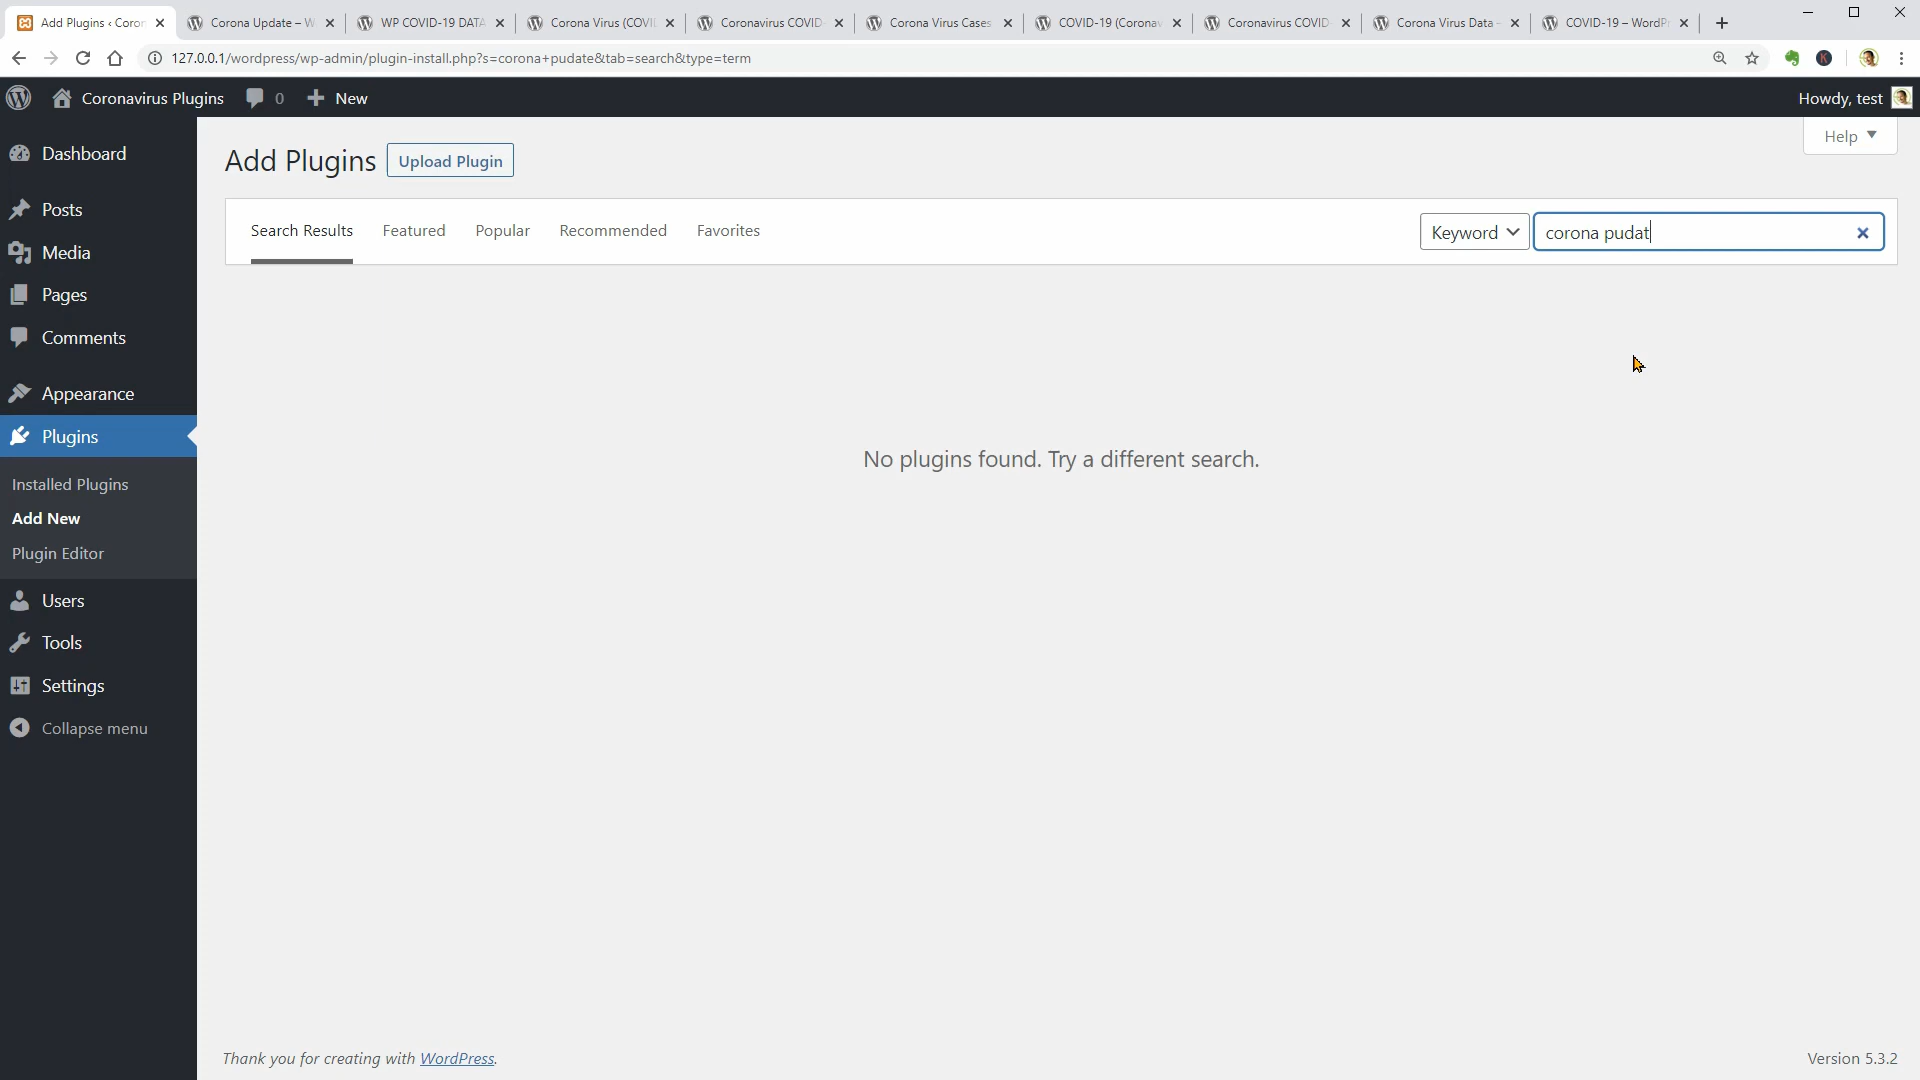 Add Plugins ‹ Coron
Corona Update – W
WP COVID-19 DATA
Corona Virus (COVI
Coronavirus COVID-
Corona Virus Cases
COVID-19 (Corona
Coronavirus COVID-
Corona Virus Data -
COVID-19 – WordPr
127.0.0.1/wordpress/wp-admin/plugin-install.php?s=corona+pudate&tab=search&type=term
Coronavirus Plugins 0 New
Howdy, test
Dashboard
Posts
Media
Pages
Comments
Appearance
Plugins
Installed Plugins
Add New
Plugin Editor
Users
Tools
Settings
Collapse menu
Help
Add Plugins Upload Plugin
Search Results Featured Popular Recommended Favorites Keyword corona pudat
No plugins found. Try a different search.
Thank you for creating with WordPress. Version 5.3.2